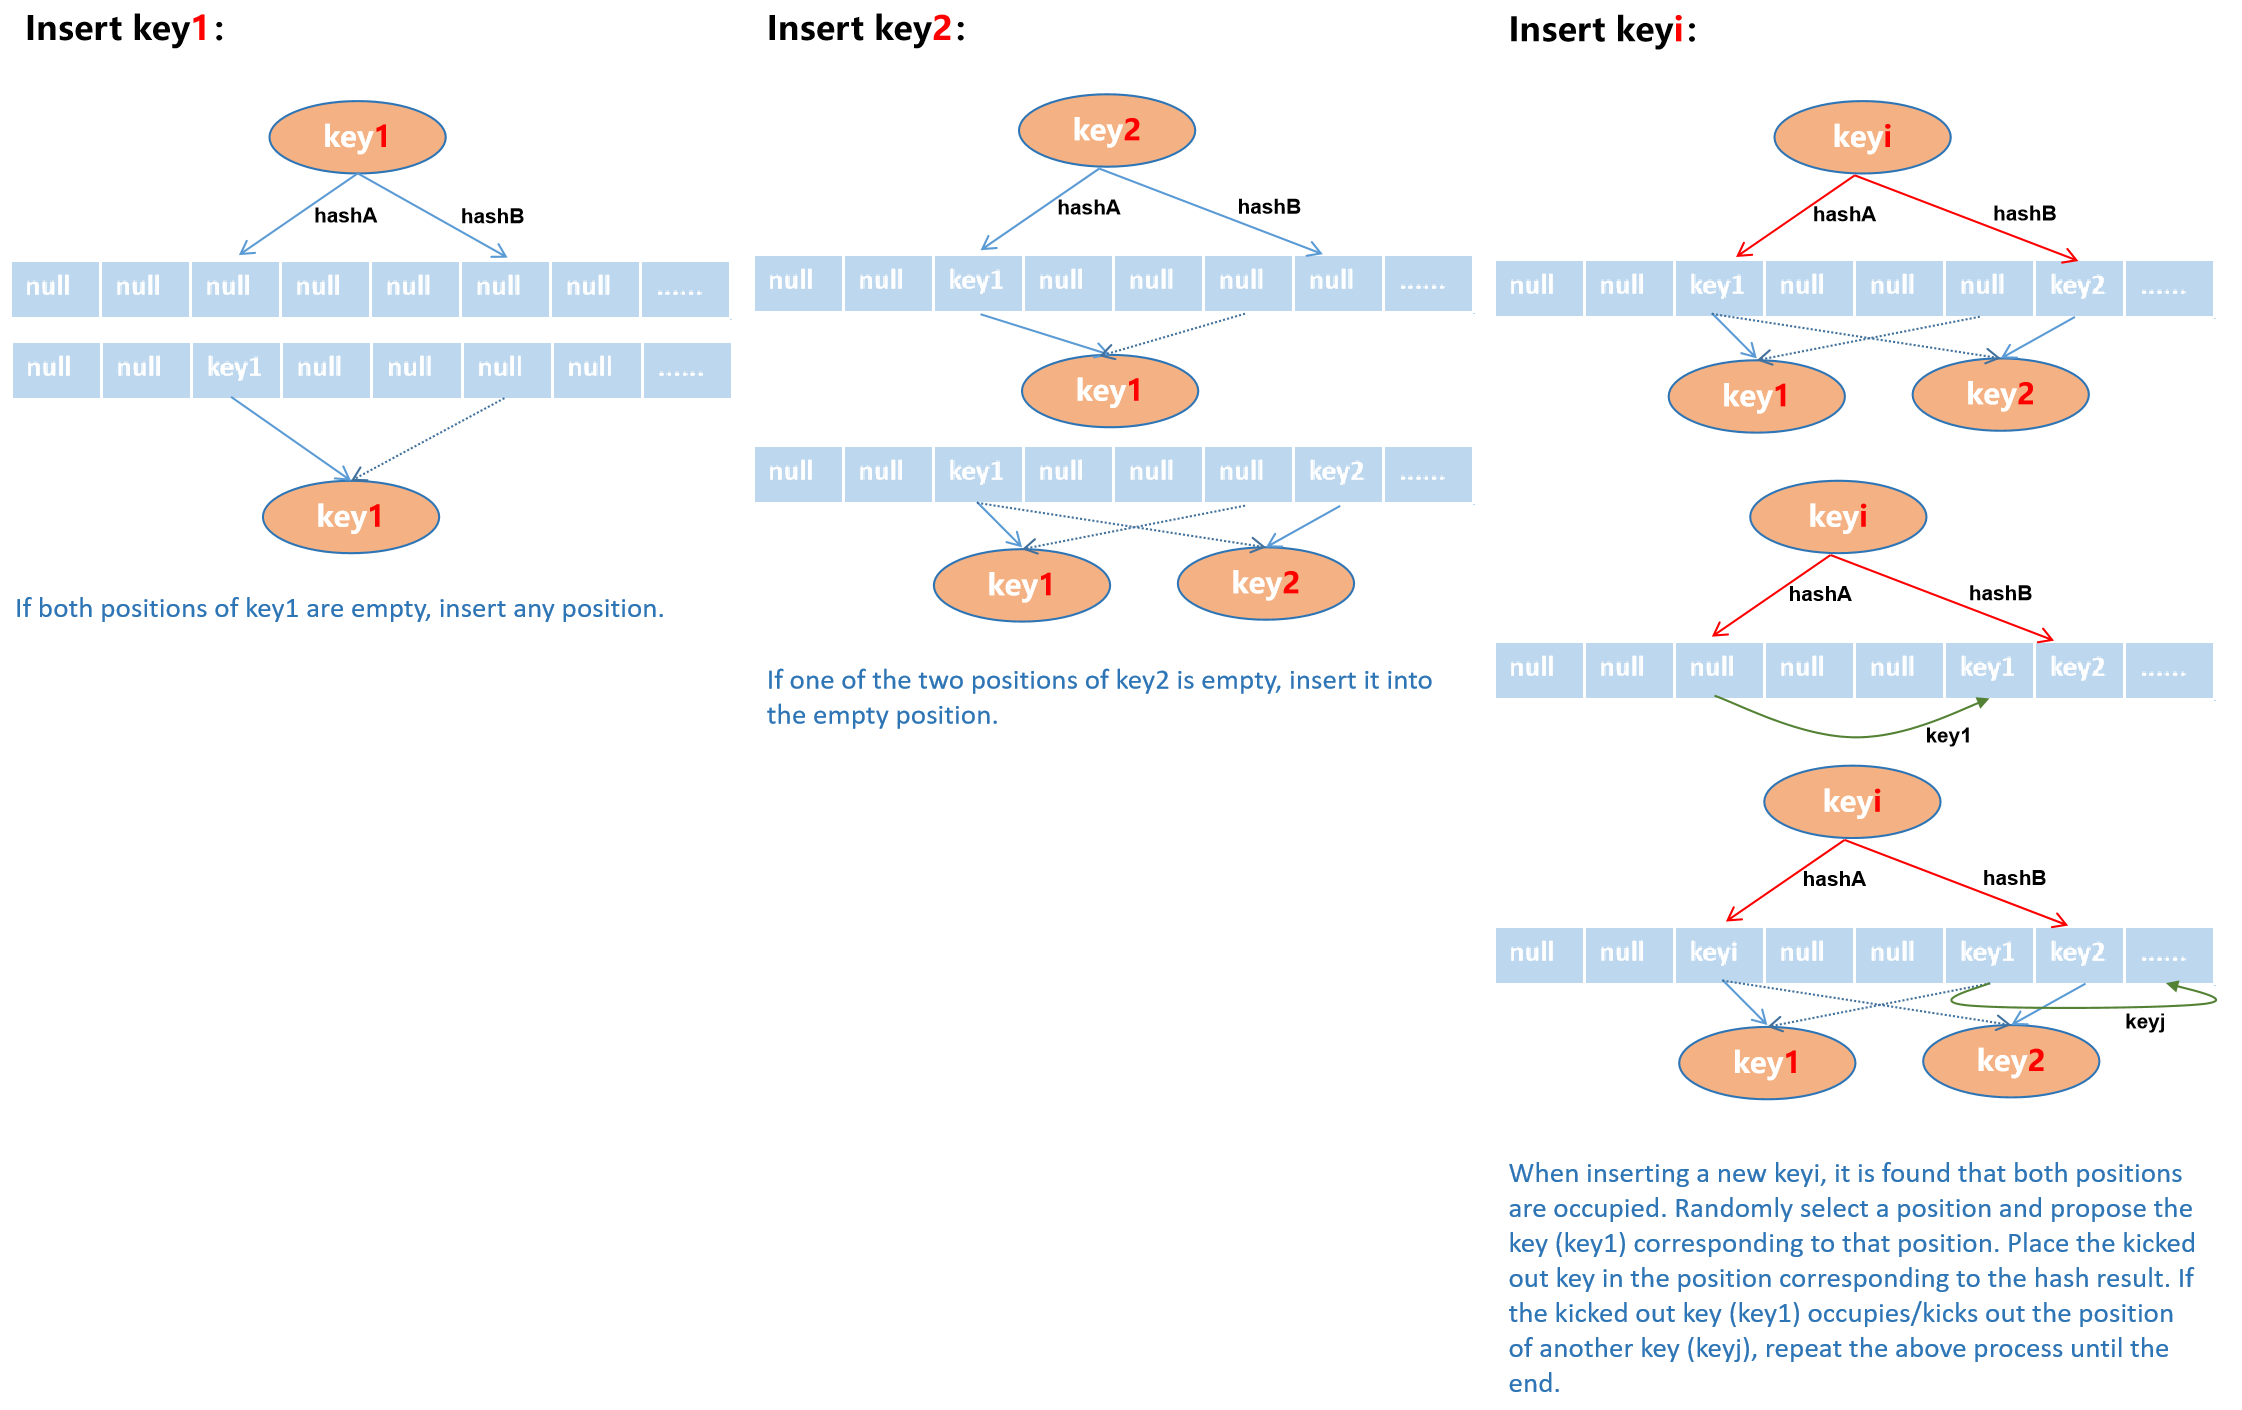 Insert key1:
key1
hashA hashB
null null null null null null null ......
null null key1 null null null null ......
key1
If both positions of key1 are empty, insert any position.
Insert key2:
key2
hashA hashB
null null key1 null null null null ......
key1
null null key1 null null null key2 ......
key1 key2
If one of the two positions of key2 is empty, insert it into
the empty position.
Insert keyi:
keyi
hashA hashB
null null key1 null null null key2 ......
key1 key2
keyi
hashA hashB
null null null null null key1 key2 ......
key1
keyi
hashA hashB
null null keyi null null key1 key2 ......
keyj
key1 key2
When inserting a new keyi, it is found that both positions
are occupied. Randomly select a position and propose the
key (key1) corresponding to that position. Place the kicked
out key in the position corresponding to the hash result. If
the kicked out key (key1) occupies/kicks out the position
of another key (keyj), repeat the above process until the
end.